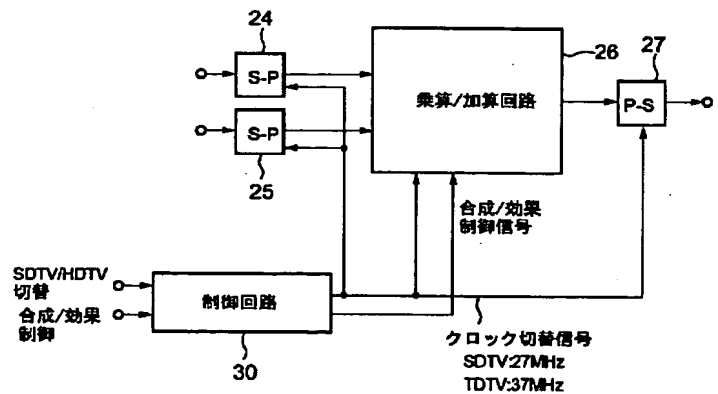 24
S-P
S-P
25
乗算/加算回路
26
27
P-S
合成/効果
制御信号
SDTV/HDTV
切替
合成/効果
制御
制御回路
30
クロック切替信号
SDTV:27MHz
TDTV:37MHz